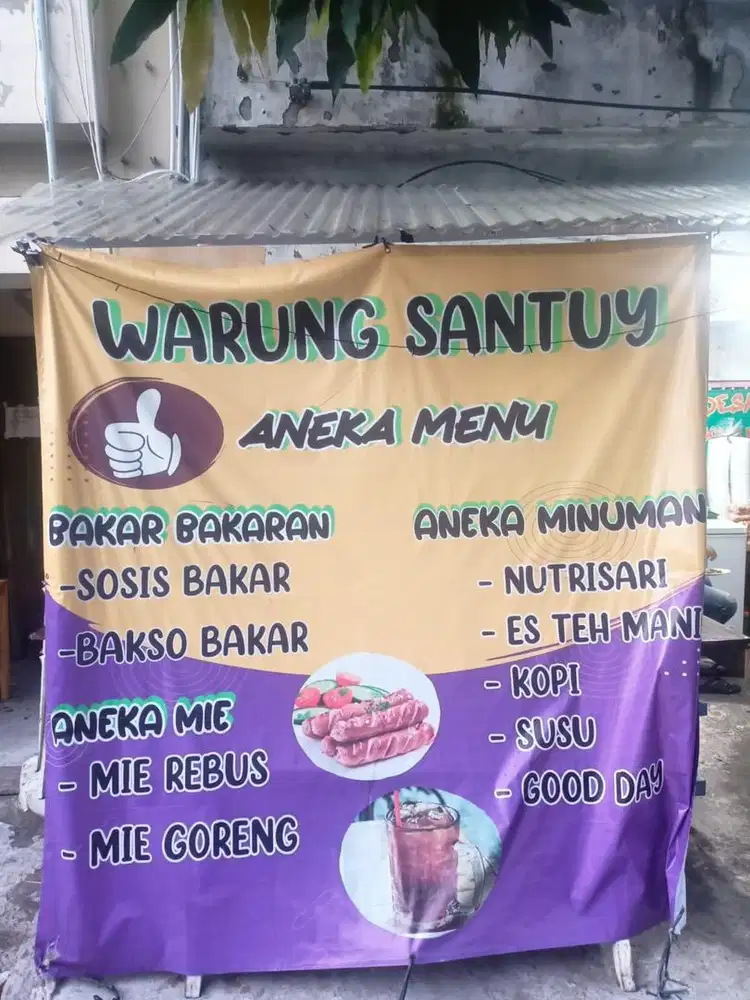 WARUNG SANTUY
ANEKA MENU
BAKAR BAKARAN
-SOSIS BAKAR
-BAKSO BAKAR
ANEKA MIE
- MIE REBUS
- MIE GORENG
ANEKA MINUMAN
- NUTRISARI
- ES TEH MANI
- KOPI
- SUSU
- GOOD DAY
DESA